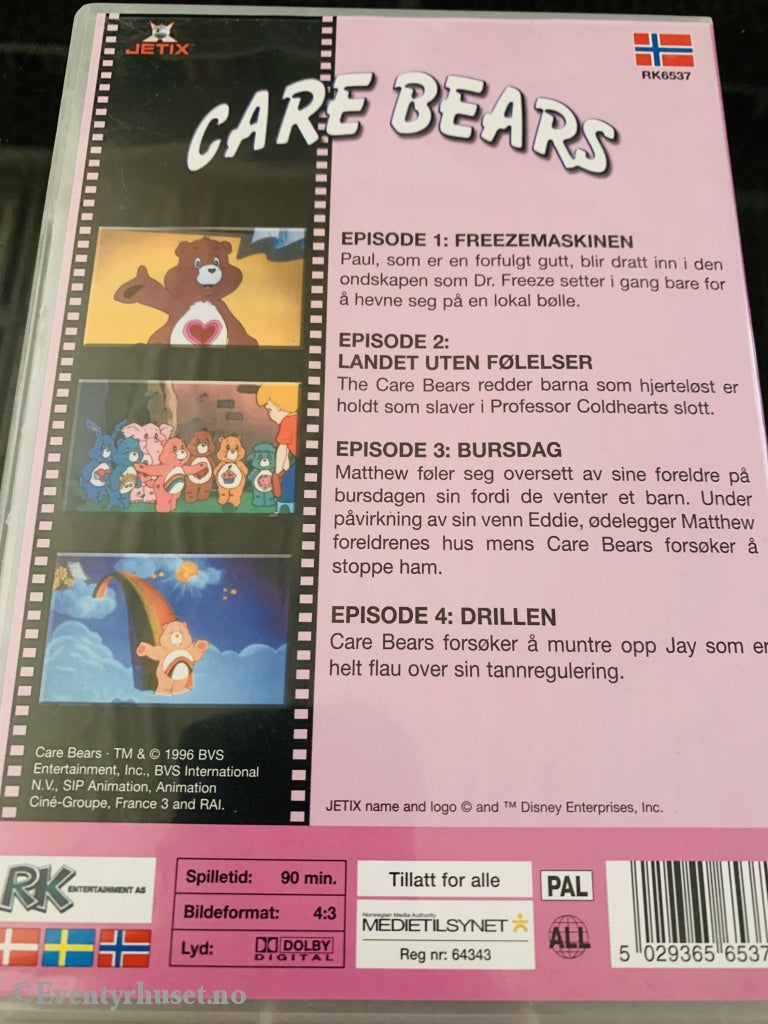 JETIX
RK6537
CARE BEARS
EPISODE 1: FREEZEMASKINEN
Paul, som er en forfulgt gutt, blir dratt inn i den
ondskapen som Dr. Freeze setter i gang bare for
å hevne seg på en lokal bølle.
EPISODE 2:
LANDET UTEN FØLELSER
The Care Bears redder barna som hjerteløst er
holdt som slaver i Professor Coldhearts slott.
EPISODE 3: BURSDAG
Matthew føler seg oversett av sine foreldre på
bursdagen sin fordi de venter et barn. Under
påvirkning av sin venn Eddie, ødelegger Matthew
foreldrenes hus mens Care Bears forsøker å
stoppe ham.
EPISODE 4: DRILLEN
Care Bears forsøker å muntre opp Jay som er
helt flau over sin tannregulering.
Care Bears · TM & © 1996 BVS
Entertainment, Inc., BVS International
N.V., SIP Animation, Animation
Ciné-Groupe, France 3 and RAI.
JETIX name and logo © and ™ Disney Enterprises, Inc.
RK ENTERTAINMENT AS
Spilletid: 90 min.
Bildeformat: 4:3
Lyd: DOLBY
DIGITAL
Tillatt for alle
Norwegian Media Authority
MEDIETILSYNET
Reg nr: 64343
PAL
ALL
5 029365 6537
©Eventyrhuset.no